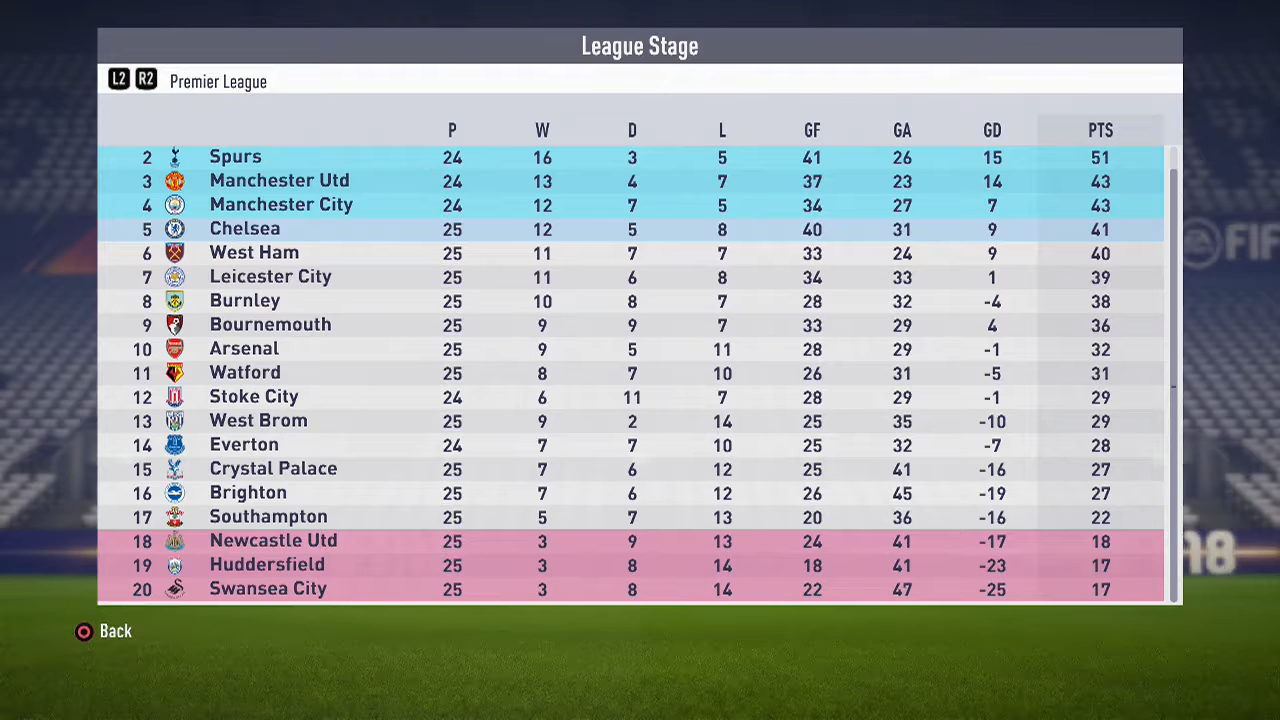 League Stage
L2 R2 Premier League
P W D L GF GA GD PTS
2 Spurs 24 16 3 5 41 26 15 51
3 Manchester Utd 24 13 4 7 37 23 14 43
4 Manchester City 24 12 7 5 34 27 7 43
5 Chelsea 25 12 5 8 40 31 9 41
6 West Ham 25 11 7 7 33 24 9 40
7 Leicester City 25 11 6 8 34 33 1 39
8 Burnley 25 10 8 7 28 32 -4 38
9 Bournemouth 25 9 9 7 33 29 4 36
10 Arsenal 25 9 5 11 28 29 -1 32
11 Watford 25 8 7 10 26 31 -5 31
12 Stoke City 24 6 11 7 28 29 -1 29
13 West Brom 25 9 2 14 25 35 -10 29
14 Everton 24 7 7 10 25 32 -7 28
15 Crystal Palace 25 7 6 12 25 41 -16 27
16 Brighton 25 7 6 12 26 45 -19 27
17 Southampton 25 5 7 13 20 36 -16 22
18 Newcastle Utd 25 3 9 13 24 41 -17 18
19 Huddersfield 25 3 8 14 18 41 -23 17
20 Swansea City 25 3 8 14 22 47 -25 17
Back
EA FIF
18